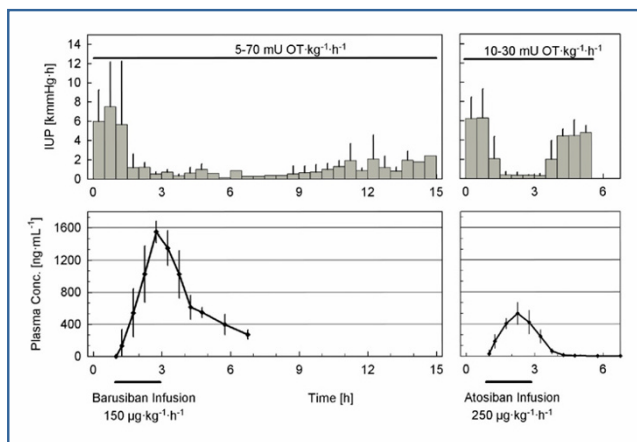 5-70 mU OT·kg⁻¹·h⁻¹
10-30 mU OT·kg⁻¹·h⁻¹
IUP [kmmHg·h]
14
12
10
8
6
4
2
0
0 3 6 9 12 15
0 3 6
Plasma Conc. [ng·mL⁻¹]
1600
1200
800
400
0
0 3 6 9 12 15
0 3 6
Barusiban Infusion
150 µg·kg⁻¹·h⁻¹
Time [h]
Atosiban Infusion
250 µg·kg⁻¹·h⁻¹